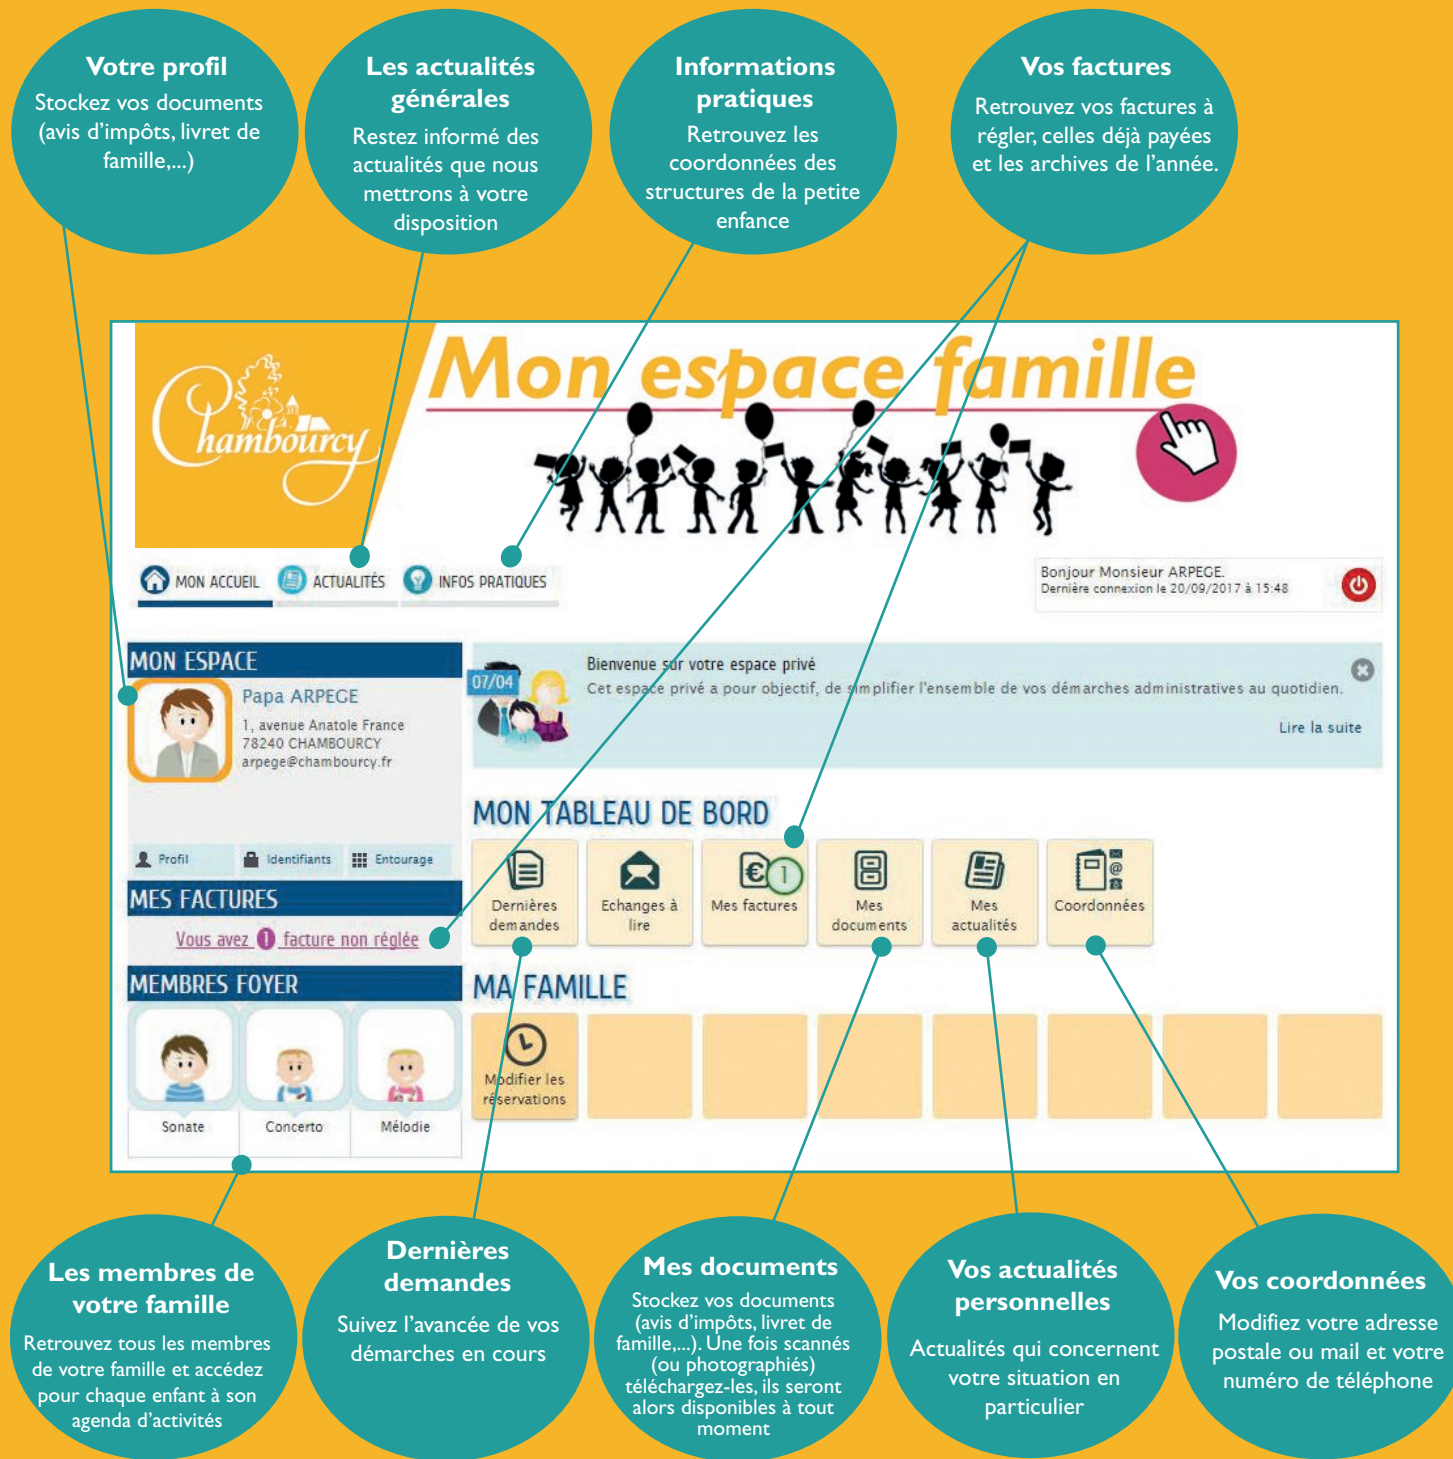 Votre profil
Stockez vos documents
(avis d’impôts, livret de
famille,...)
Les actualités
générales
Restez informé des
actualités que nous
mettrons à votre
disposition
Informations
pratiques
Retrouvez les
coordonnées des
structures de la petite
enfance
Vos factures
Retrouvez vos factures à
régler, celles déjà payées
et les archives de l’année.
Chambourcy
Mon espace famille
MON ACCUEIL
ACTUALITÉS
INFOS PRATIQUES
Bonjour Monsieur ARPEGE.
Dernière connexion le 20/09/2017 à 15:48
MON ESPACE
Papa ARPEGE
1, avenue Anatole France
78240 CHAMBOURCY
arpege@chambourcy.fr
Profil
Identifiants
Entourage
07/04
Bienvenue sur votre espace privé
Cet espace privé a pour objectif, de simplifier l'ensemble de vos démarches administratives au quotidien.
Lire la suite
MES FACTURES
Vous avez 1 facture non réglée
MEMBRES FOYER
Sonate
Concerto
Mélodie
MON TABLEAU DE BORD
Dernières
demandes
Echanges à
lire
€ 1
Mes factures
Mes
documents
Mes
actualités
@
Coordonnées
MA FAMILLE
Modifier les
réservations
Les membres de
votre famille
Retrouvez tous les membres
de votre famille et accédez
pour chaque enfant à son
agenda d’activités
Dernières
demandes
Suivez l’avancée de vos
démarches en cours
Mes documents
Stockez vos documents
(avis d’impôts, livret de
famille,...). Une fois scannés
(ou photographiés)
téléchargez-les, ils seront
alors disponibles à tout
moment
Vos actualités
personnelles
Actualités qui concernent
votre situation en
particulier
Vos coordonnées
Modifiez votre adresse
postale ou mail et votre
numéro de téléphone